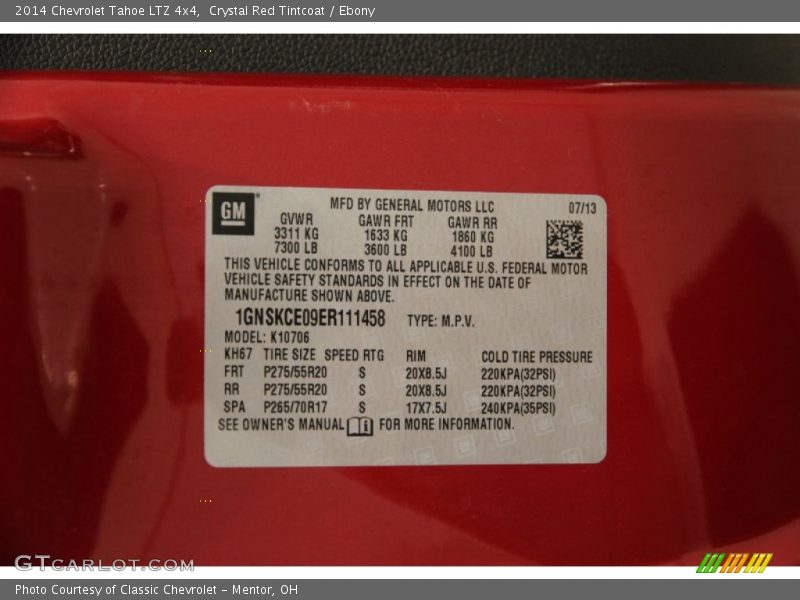 2014 Chevrolet Tahoe LTZ 4x4,  Crystal Red Tintcoat / Ebony
GM
MFD BY GENERAL MOTORS LLC 07/13
GVWR GAWR FRT GAWR RR
3311 KG 1633 KG 1860 KG
7300 LB 3600 LB 4100 LB
THIS VEHICLE CONFORMS TO ALL APPLICABLE U.S. FEDERAL MOTOR
VEHICLE SAFETY STANDARDS IN EFFECT ON THE DATE OF
MANUFACTURE SHOWN ABOVE.
1GNSKCE09ER111458 TYPE: M.P.V.
MODEL: K10706
KH67 TIRE SIZE SPEED RTG RIM COLD TIRE PRESSURE
FRT P275/55R20 S 20X8.5J 220KPA(32PSI)
RR P275/55R20 S 20X8.5J 220KPA(32PSI)
SPA P265/70R17 S 17X7.5J 240KPA(35PSI)
SEE OWNER'S MANUAL i FOR MORE INFORMATION.
GTCARLOT.COM
Photo Courtesy of Classic Chevrolet - Mentor, OH